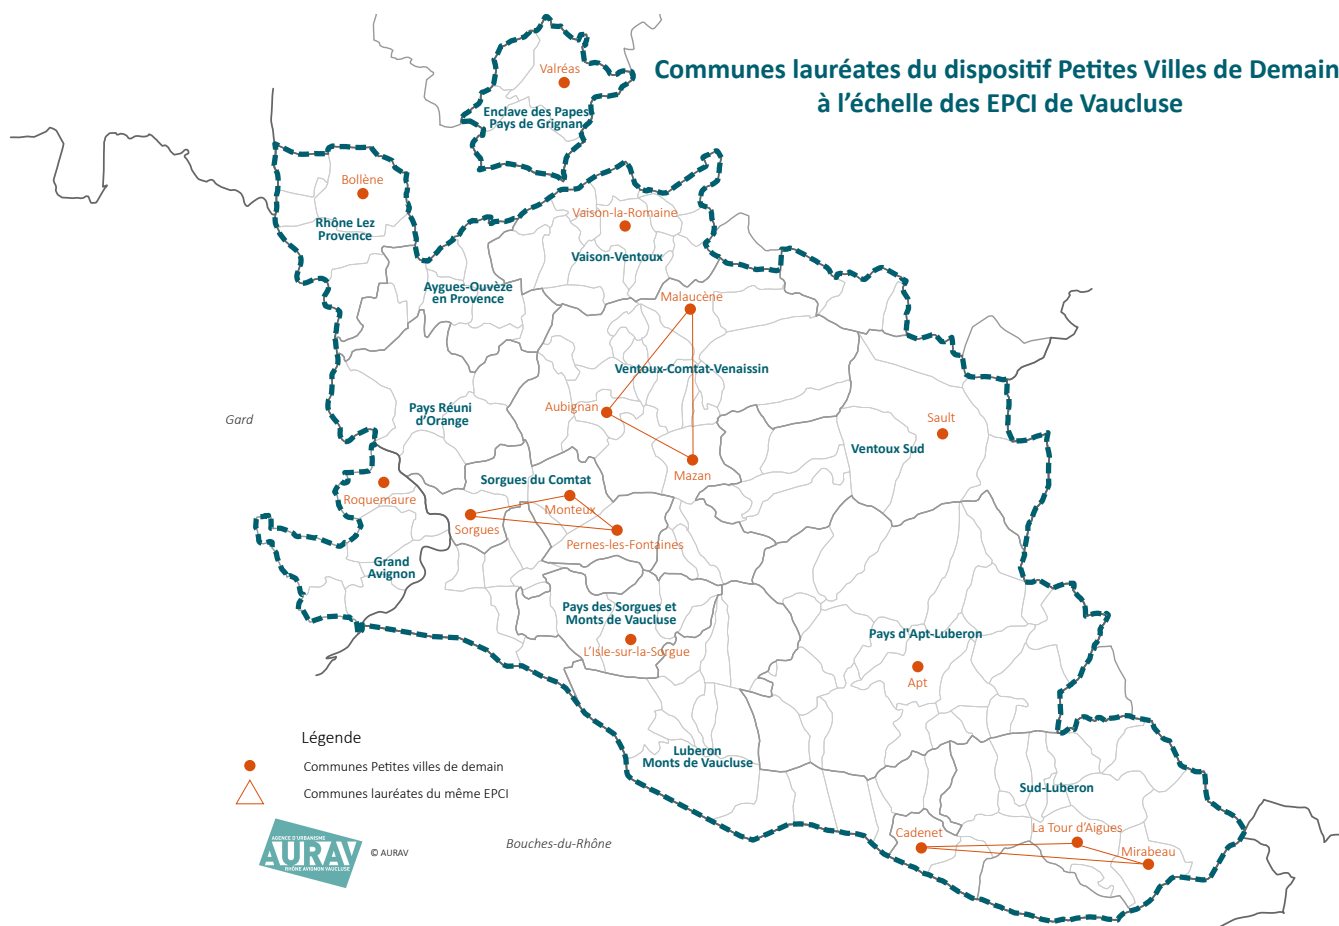 Communes lauréates du dispositif Petites Villes de Demain
à l'échelle des EPCI de Vaucluse
Valréas
Enclave des Papes
Pays de Grignan
Bollène
Rhône Lez
Provence
Vaison-la-Romaine
Vaison-Ventoux
Aygues-Ouvèze
en Provence
Malaucène
Ventoux-Comtat-Venaissin
Aubignan
Pays Réuni
d'Orange
Gard
Sault
Ventoux Sud
Mazan
Sorgues du Comtat
Roquemaure
Monteux
Sorgues
Pernes-les-Fontaines
Grand
Avignon
Pays des Sorgues et
Monts de Vaucluse
L'Isle-sur-la-Sorgue
Pays d'Apt-Luberon
Apt
Luberon
Monts de Vaucluse
Sud-Luberon
Cadenet
La Tour d'Aigues
Mirabeau
Bouches-du-Rhône
Légende
Communes Petites villes de demain
Communes lauréates du même EPCI
AGENCE D'URBANISME
AURAV
RHÔNE AVIGNON VAUCLUSE
© AURAV